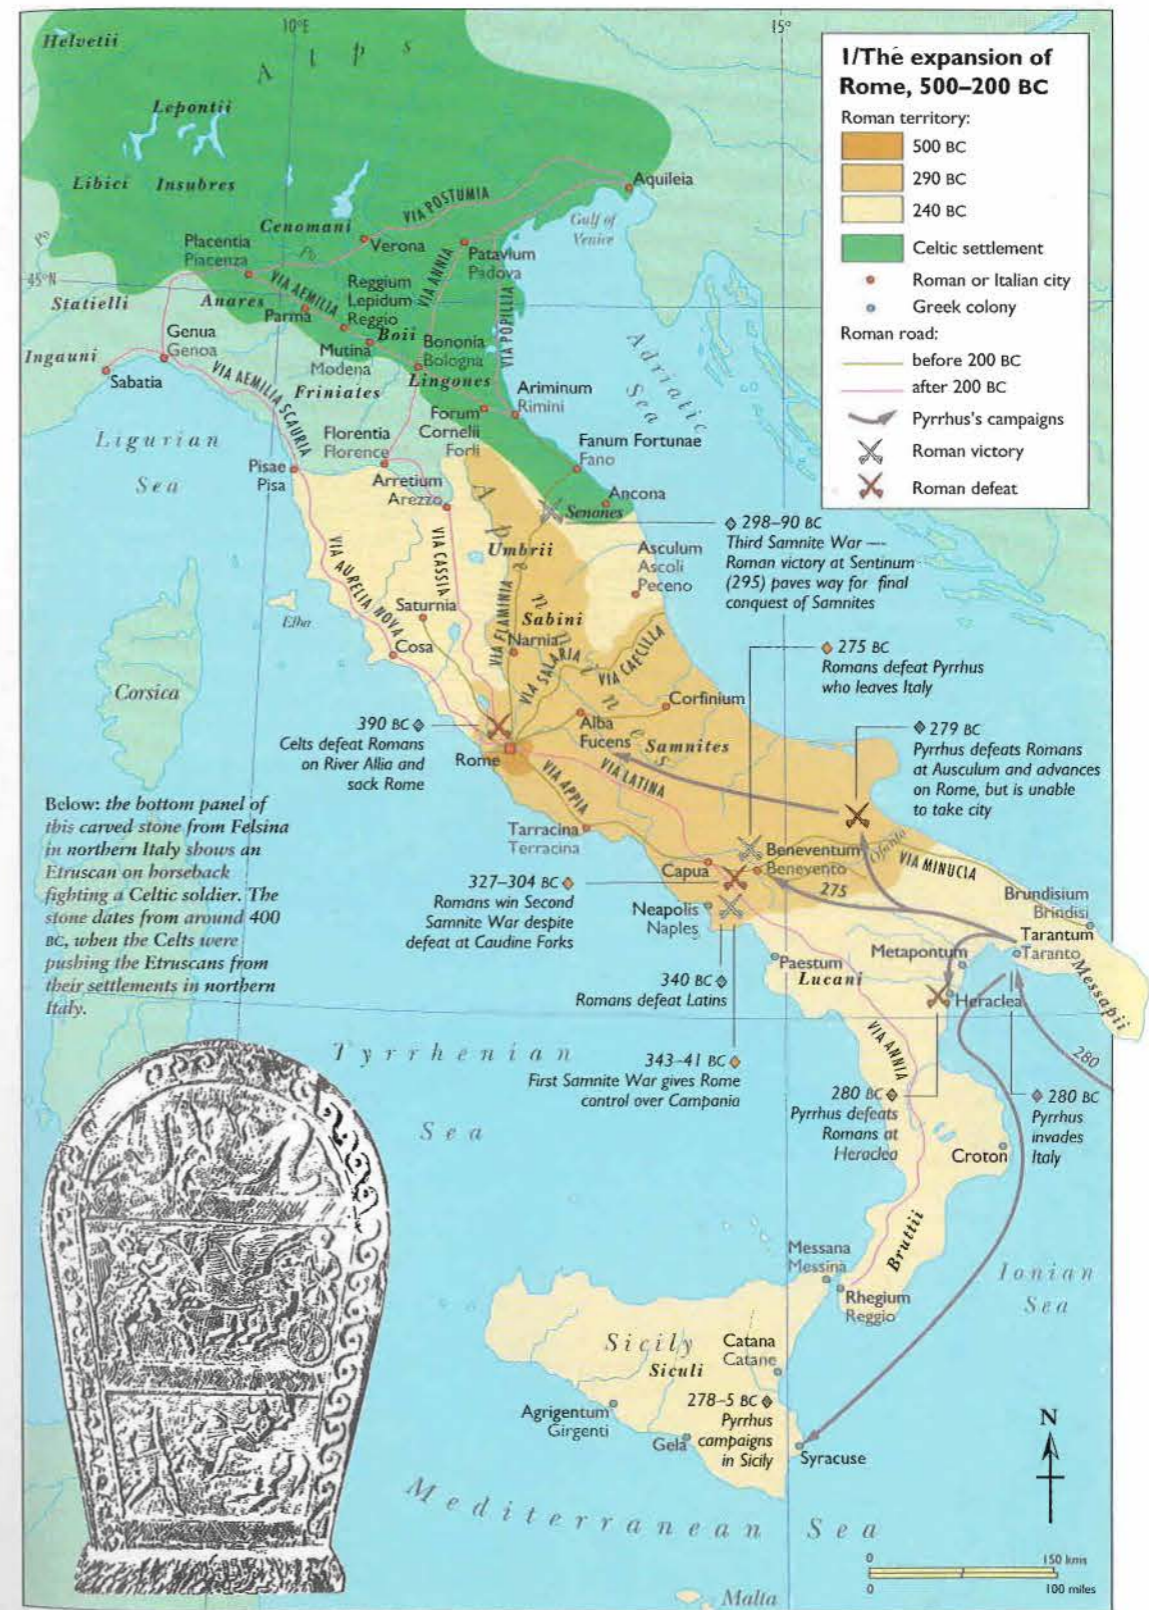 10°E
15°
Helvetii
Alps
Lepontii
Libici
Insubres
Cenomani
VIA POSTUMIA
Aquileia
Gulf of
Venice
Placentia
Piacenza
Po
Po
Verona
Patavium
Padova
45°N
Statielli
Anares
VIA AEMILIA
Parma
Reggium
Lepidum
Reggio
Boii
VIA ANNIA
VIA POPILLIA
Genua
Genoa
Mutina
Modena
Bononia
Bologna
Lingones
Ingauni
Sabatia
VIA AEMILIA SCAURIA
Friniates
Ariminum
Rimini
Adriatic
Sea
Forum
Cornelii
Forli
Ligurian
Sea
Florentia
Florence
Fanum Fortunae
Fano
Pisae
Pisa
Arretium
Arezzo
Ancona
Senones
Apennines
Umbrii
Asculum
Ascoli
Peceno
VIA AURELIA NOVA
VIA CASSIA
VIA FLAMINIA
Saturnia
Sabini
Elba
Cosa
Narnia
VIA SALARIA
VIA CAECILLA
Corsica
Corfinium
Alba
Fucens
Samnites
Rome
VIA APPIA
VIA LATINA
Tarracina
Terracina
Capua
Beneventum
Benevento
Ofanto
VIA MINUCIA
275
Neapolis
Naples
Brundisium
Brindisi
Tarantum
Taranto
Metapontum
Messapii
Paestum
Lucani
Heraclea
280
VIA ANNIA
Tyrrhenian
Sea
Croton
Bruttii
Messana
Messina
Rhegium
Reggio
Ionian
Sea
Sicily
Siculi
Catana
Catane
Agrigentum
Girgenti
Gela
Syracuse
Mediterranean Sea
Malta
1/The expansion of
Rome, 500–200 BC
Roman territory:
500 BC
290 BC
240 BC
Celtic settlement
Roman or Italian city
Greek colony
Roman road:
before 200 BC
after 200 BC
Pyrrhus's campaigns
Roman victory
Roman defeat
298–90 BC
Third Samnite War —
Roman victory at Sentinum
(295) paves way for final
conquest of Samnites
275 BC
Romans defeat Pyrrhus
who leaves Italy
279 BC
Pyrrhus defeats Romans
at Ausculum and advances
on Rome, but is unable
to take city
390 BC
Celts defeat Romans
on River Allia and
sack Rome
327–304 BC
Romans win Second
Samnite War despite
defeat at Caudine Forks
340 BC
Romans defeat Latins
343–41 BC
First Samnite War gives Rome
control over Campania
280 BC
Pyrrhus defeats
Romans at
Heraclea
280 BC
Pyrrhus
invades
Italy
278–5 BC
Pyrrhus
campaigns
in Sicily
Below: the bottom panel of
this carved stone from Felsina
in northern Italy shows an
Etruscan on horseback
fighting a Celtic soldier. The
stone dates from around 400
BC, when the Celts were
pushing the Etruscans from
their settlements in northern
Italy.
N
0 150 kms
0 100 miles